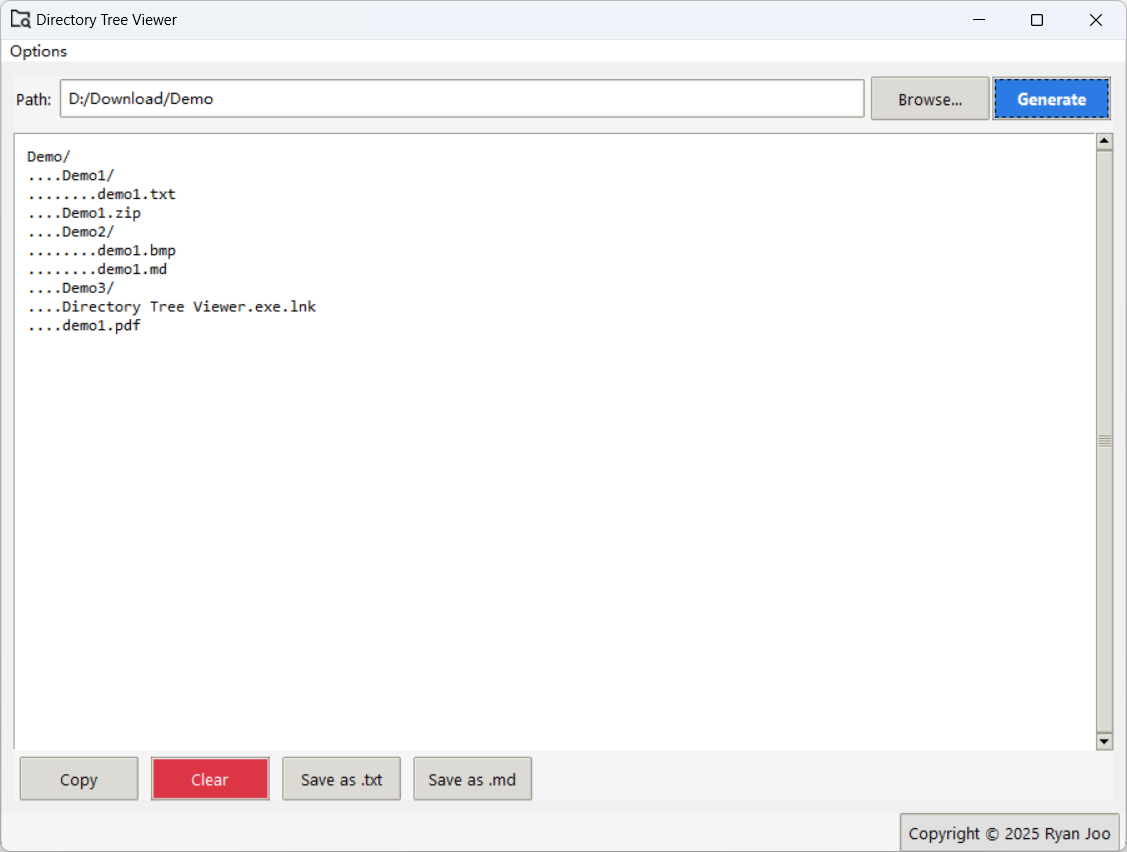 Directory Tree Viewer
Options
Path: D:/Download/Demo Browse... Generate
Demo/
....Demo1/
........demo1.txt
....Demo1.zip
....Demo2/
........demo1.bmp
........demo1.md
....Demo3/
....Directory Tree Viewer.exe.lnk
....demo1.pdf
Copy Clear Save as .txt Save as .md
Copyright © 2025 Ryan Joo